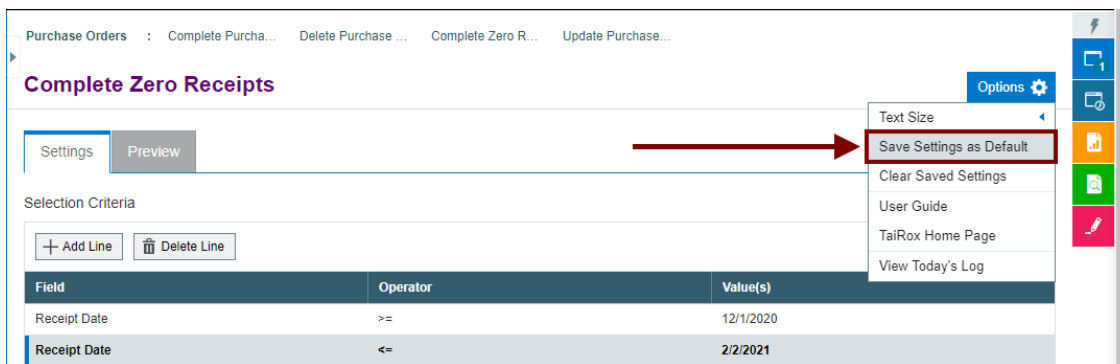 Purchase Orders : Complete Purcha... Delete Purchase ... Complete Zero R... Update Purchase...
Complete Zero Receipts
Options
Text Size
Settings Preview
Save Settings as Default
Clear Saved Settings
Selection Criteria
User Guide
Add Line Delete Line
TaiRox Home Page
View Today's Log
Field Operator Value(s)
Receipt Date >= 12/1/2020
Receipt Date <= 2/2/2021
1